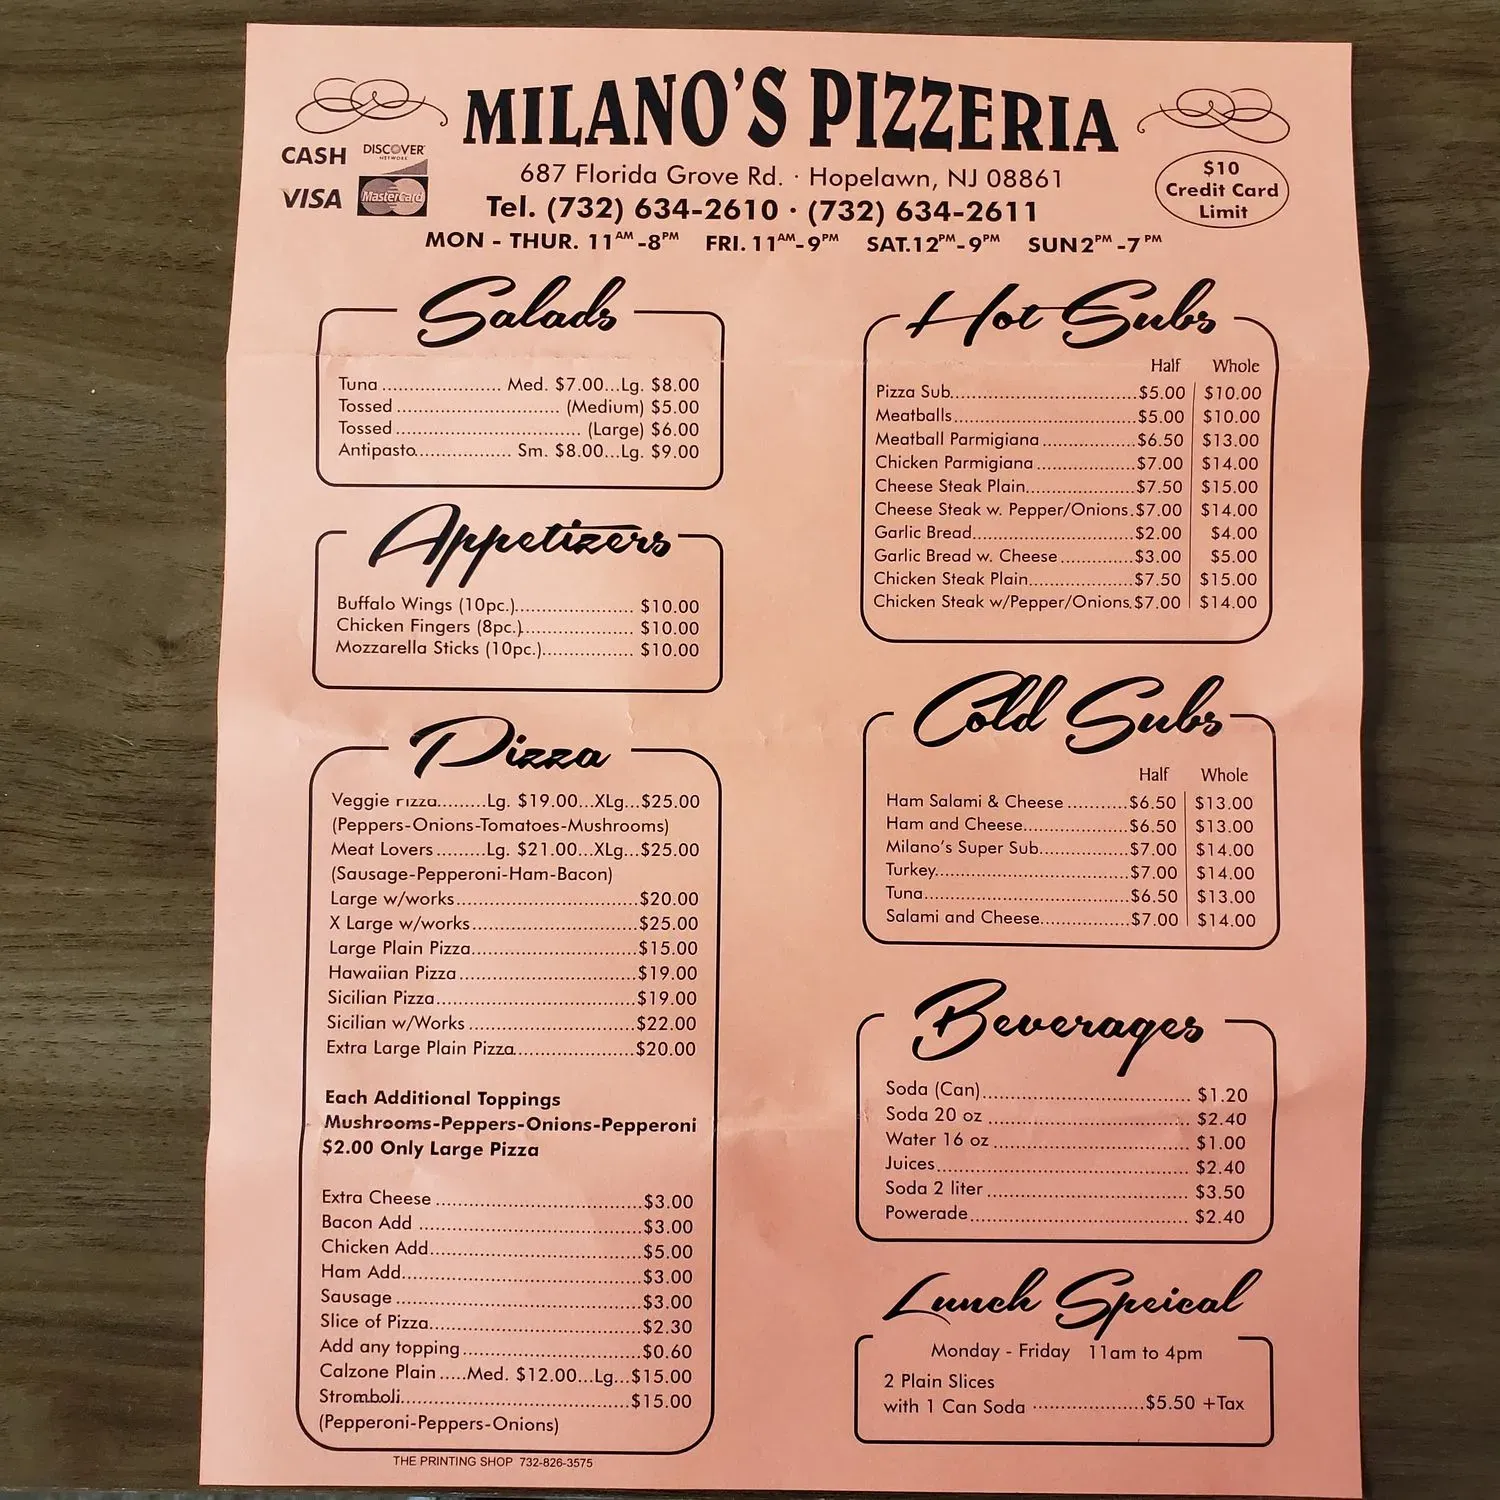 MILANO'S PIZZERIA
CASH DISCOVER NETWORK
VISA MasterCard
687 Florida Grove Rd. · Hopelawn, NJ 08861
Tel. (732) 634-2610 · (732) 634-2611
MON - THUR. 11AM-8PM FRI. 11AM-9PM SAT.12PM-9PM SUN2PM-7PM
$10
Credit Card
Limit
Salads
Tuna ...................... Med. $7.00...Lg. $8.00
Tossed .............................. (Medium) $5.00
Tossed .................................. (Large) $6.00
Antipasto.................. Sm. $8.00...Lg. $9.00
Appetizers
Buffalo Wings (10pc.)...................... $10.00
Chicken Fingers (8pc.)..................... $10.00
Mozzarella Sticks (10pc.)................. $10.00
Pizza
Veggie Pizza.........Lg. $19.00...XLg...$25.00
(Peppers-Onions-Tomatoes-Mushrooms)
Meat Lovers.........Lg. $21.00...XLg...$25.00
(Sausage-Pepperoni-Ham-Bacon)
Large w/works..................................$20.00
X Large w/works...............................$25.00
Large Plain Pizza...............................$15.00
Hawaiian Pizza.................................$19.00
Sicilian Pizza.....................................$19.00
Sicilian w/Works ...............................$22.00
Extra Large Plain Pizza.......................$20.00
Each Additional Toppings
Mushrooms-Peppers-Onions-Pepperoni
$2.00 Only Large Pizza
Extra Cheese ......................................$3.00
Bacon Add .........................................$3.00
Chicken Add.......................................$5.00
Ham Add............................................$3.00
Sausage .............................................$3.00
Slice of Pizza.......................................$2.30
Add any topping.................................$0.60
Calzone Plain .....Med. $12.00...Lg...$15.00
Stromboli..........................................$15.00
(Pepperoni-Peppers-Onions)
THE PRINTING SHOP 732-826-3575
Hot Subs
Half Whole
Pizza Sub...................................$5.00 $10.00
Meatballs...................................$5.00 $10.00
Meatball Parmigiana .................$6.50 $13.00
Chicken Parmigiana ..................$7.00 $14.00
Cheese Steak Plain....................$7.50 $15.00
Cheese Steak w. Pepper/Onions.$7.00 $14.00
Garlic Bread..............................$2.00 $4.00
Garlic Bread w. Cheese .............$3.00 $5.00
Chicken Steak Plain...................$7.50 $15.00
Chicken Steak w/Pepper/Onions.$7.00 $14.00
Cold Subs
Half Whole
Ham Salami & Cheese ...........$6.50 $13.00
Ham and Cheese....................$6.50 $13.00
Milano's Super Sub.................$7.00 $14.00
Turkey....................................$7.00 $14.00
Tuna.......................................$6.50 $13.00
Salami and Cheese.................$7.00 $14.00
Beverages
Soda (Can)....................................... $1.20
Soda 20 oz ...................................... $2.40
Water 16 oz ..................................... $1.00
Juices............................................... $2.40
Soda 2 liter ...................................... $3.50
Powerade......................................... $2.40
Lunch Speical
Monday - Friday 11am to 4pm
2 Plain Slices
with 1 Can Soda ......................$5.50 +Tax